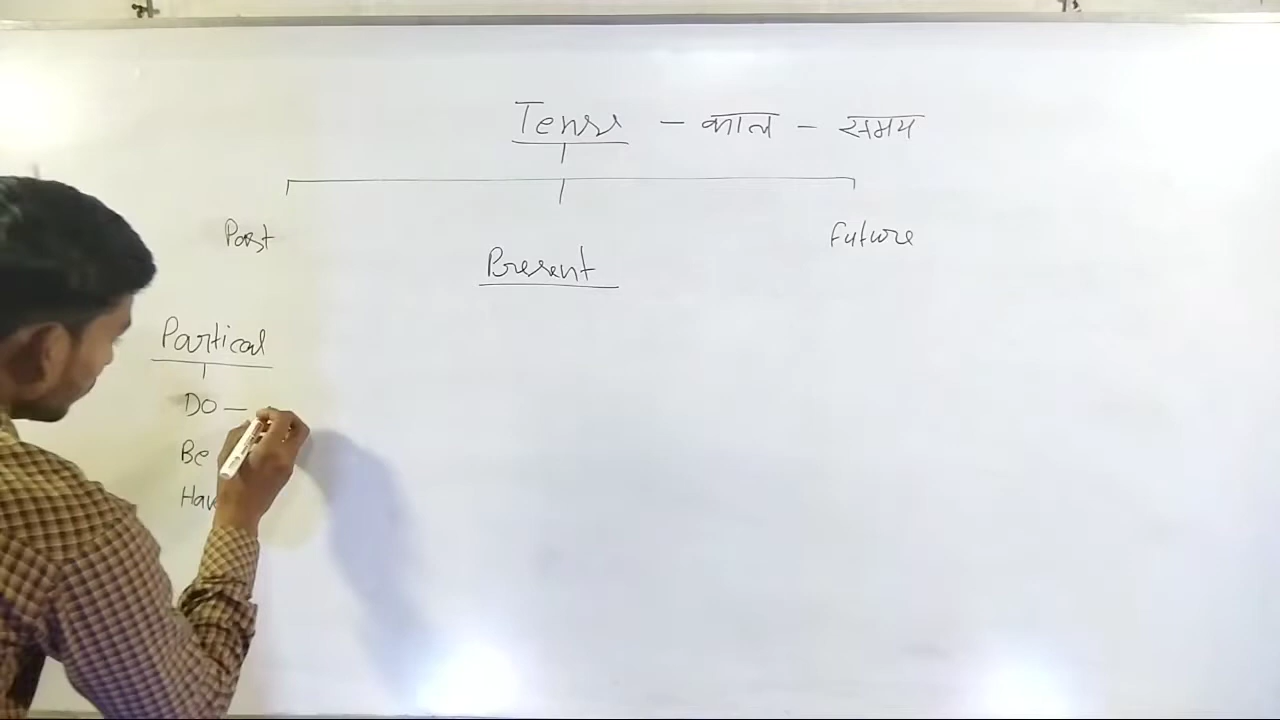 Tense - काल - समय
Past
Present
Future
Partical
DO -
Be
Hav